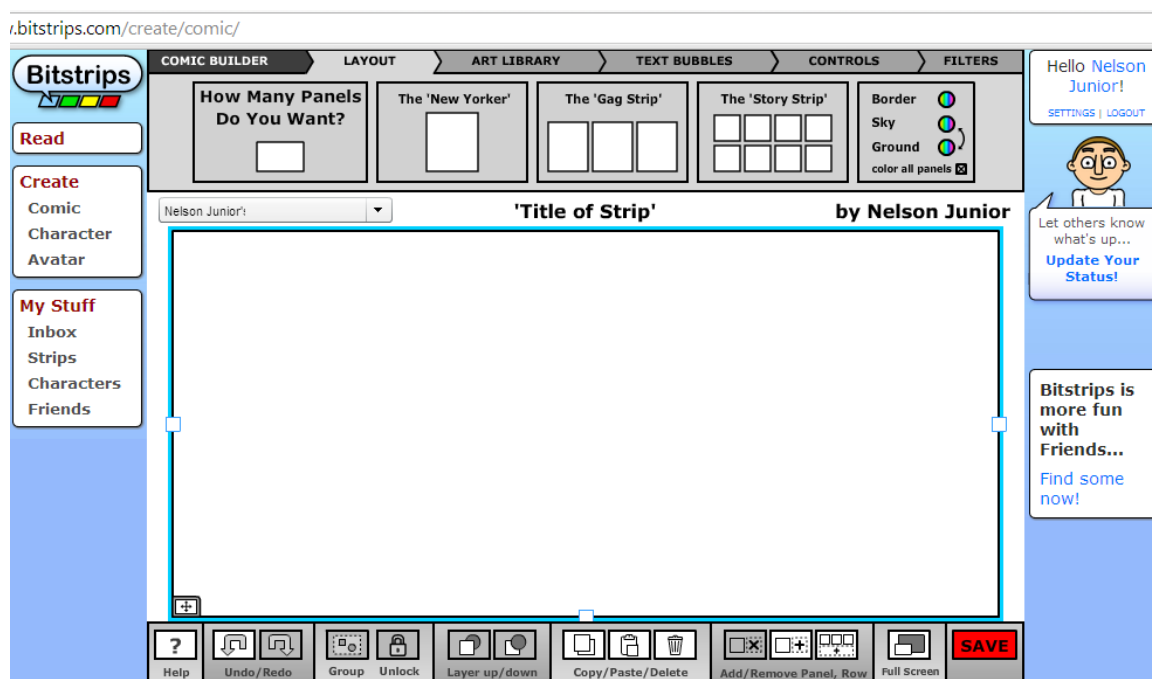 /.bitstrips.com/create/comic/
Bitstrips
Read
Create
Comic
Character
Avatar
My Stuff
Inbox
Strips
Characters
Friends
COMIC BUILDER
LAYOUT
ART LIBRARY
TEXT BUBBLES
CONTROLS
FILTERS
How Many Panels
Do You Want?
The 'New Yorker'
The 'Gag Strip'
The 'Story Strip'
Border
Sky
Ground
color all panels
Nelson Junior's
'Title of Strip'
by Nelson Junior
?
Help
Undo/Redo
Group
Unlock
Layer up/down
Copy/Paste/Delete
Add/Remove Panel, Row
Full Screen
SAVE
Hello Nelson
Junior!
SETTINGS | LOGOUT
Let others know
what's up...
Update Your
Status!
Bitstrips is
more fun
with
Friends...
Find some
now!